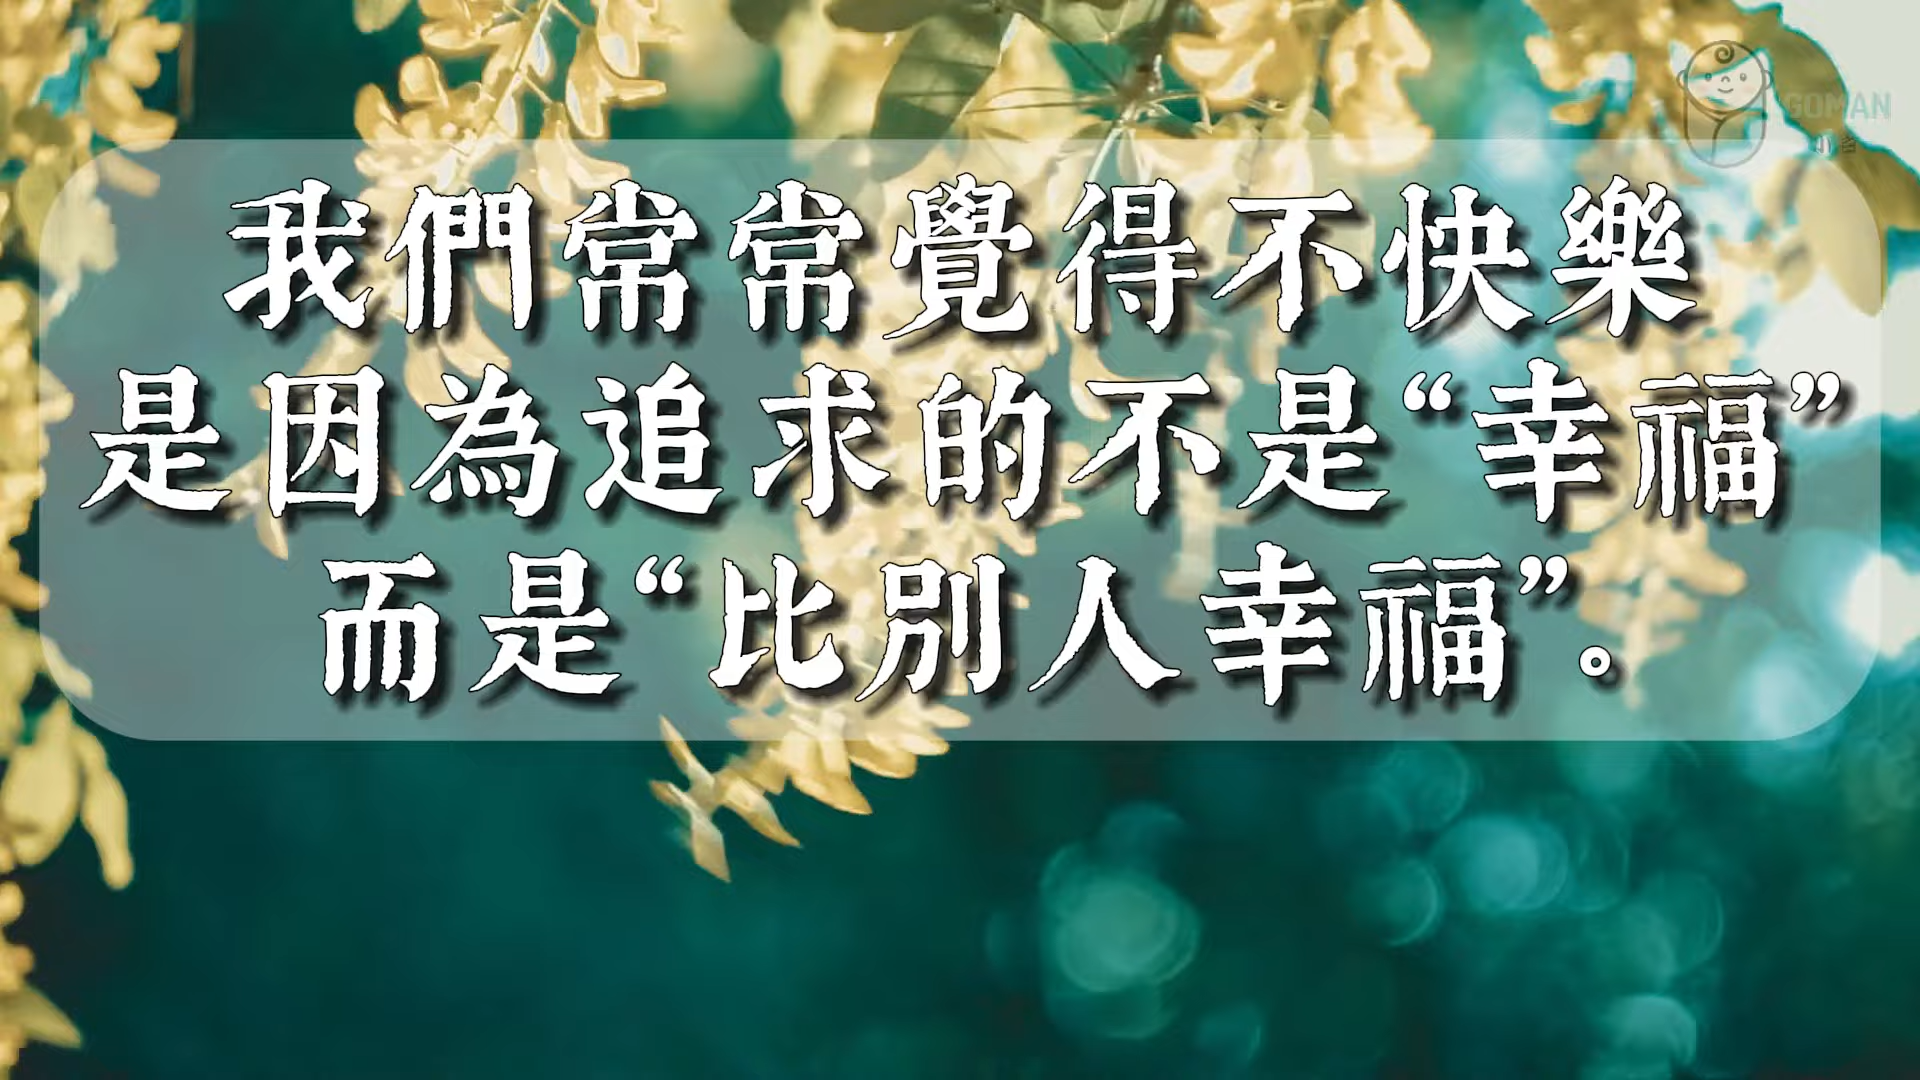 我們常常覺得不快樂
是因為追求的不是“幸福”
而是“比別人幸福”。
GOMAN